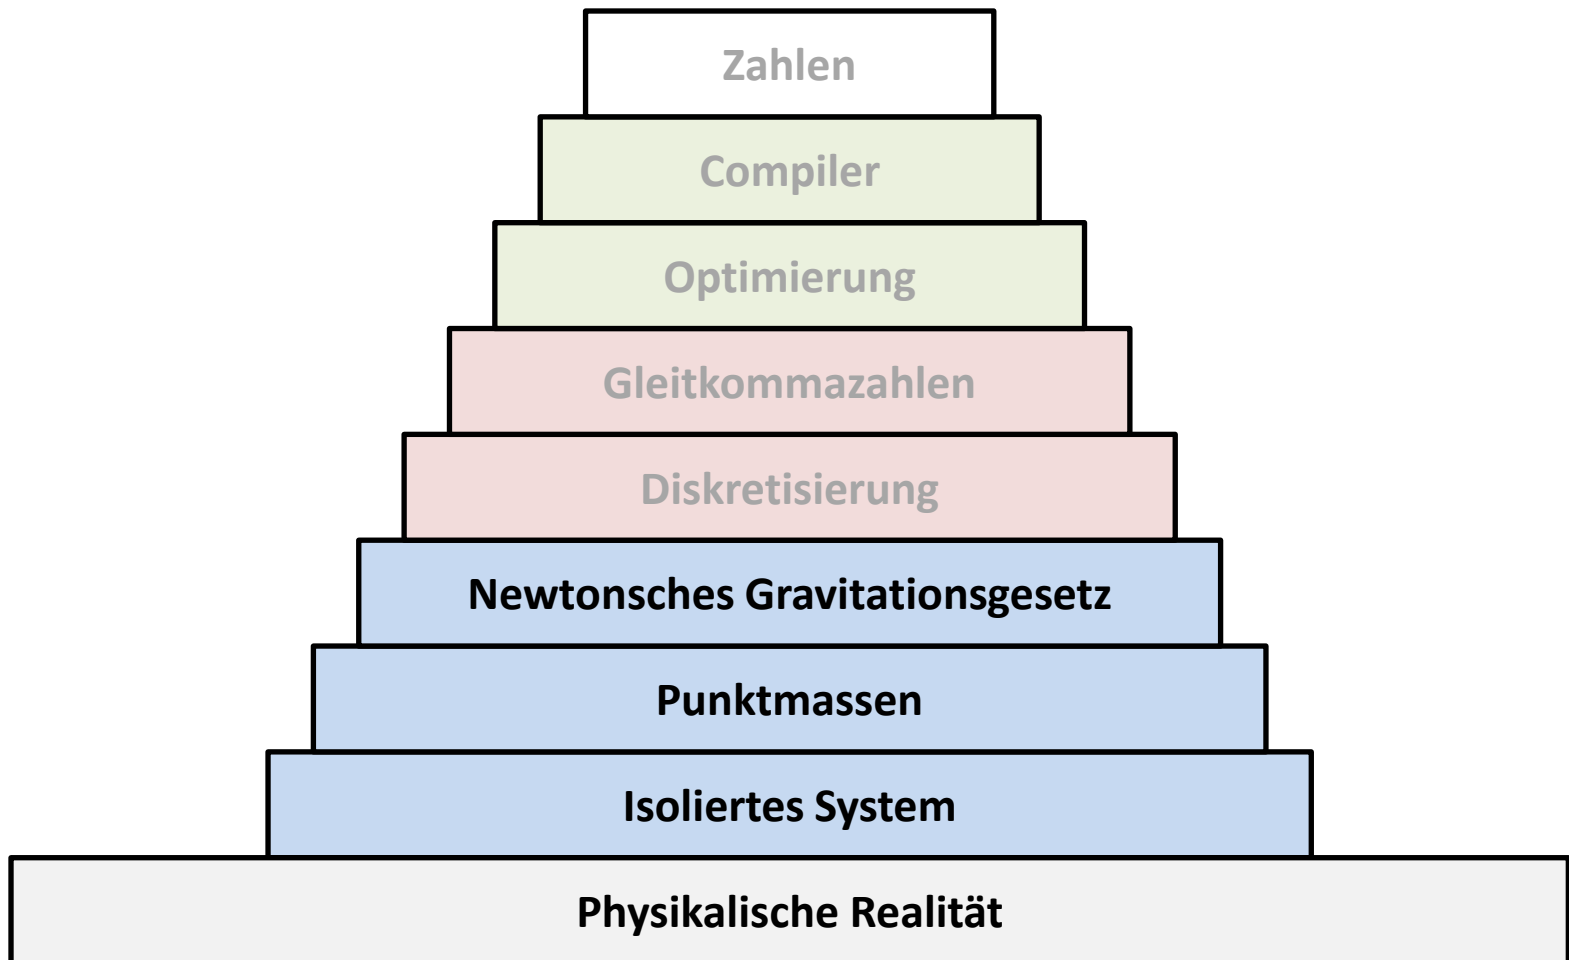 Zahlen
Compiler
Optimierung
Gleitkommazahlen
Diskretisierung
Newtonsches Gravitationsgesetz
Punktmassen
Isoliertes System
Physikalische Realität